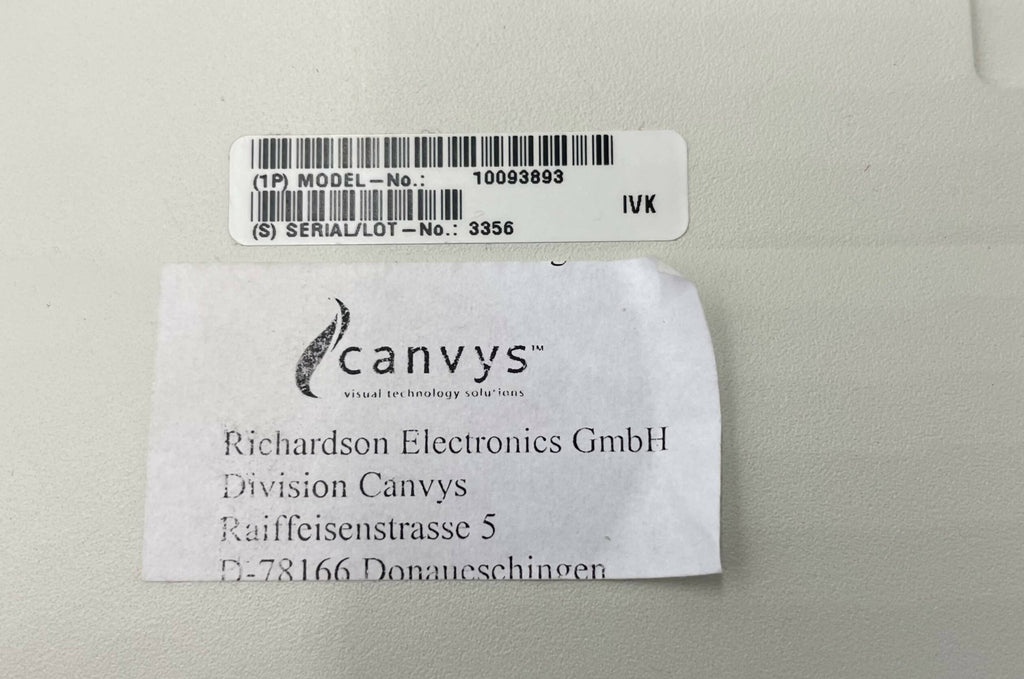 (1P) MODEL-No.: 10093893
(S) SERIAL/LOT-No.: 3356
IVK
canvys™
visual technology solutions
Richardson Electronics GmbH
Division Canvys
Raiffeisenstrasse 5
D-78166 Donaueschingen